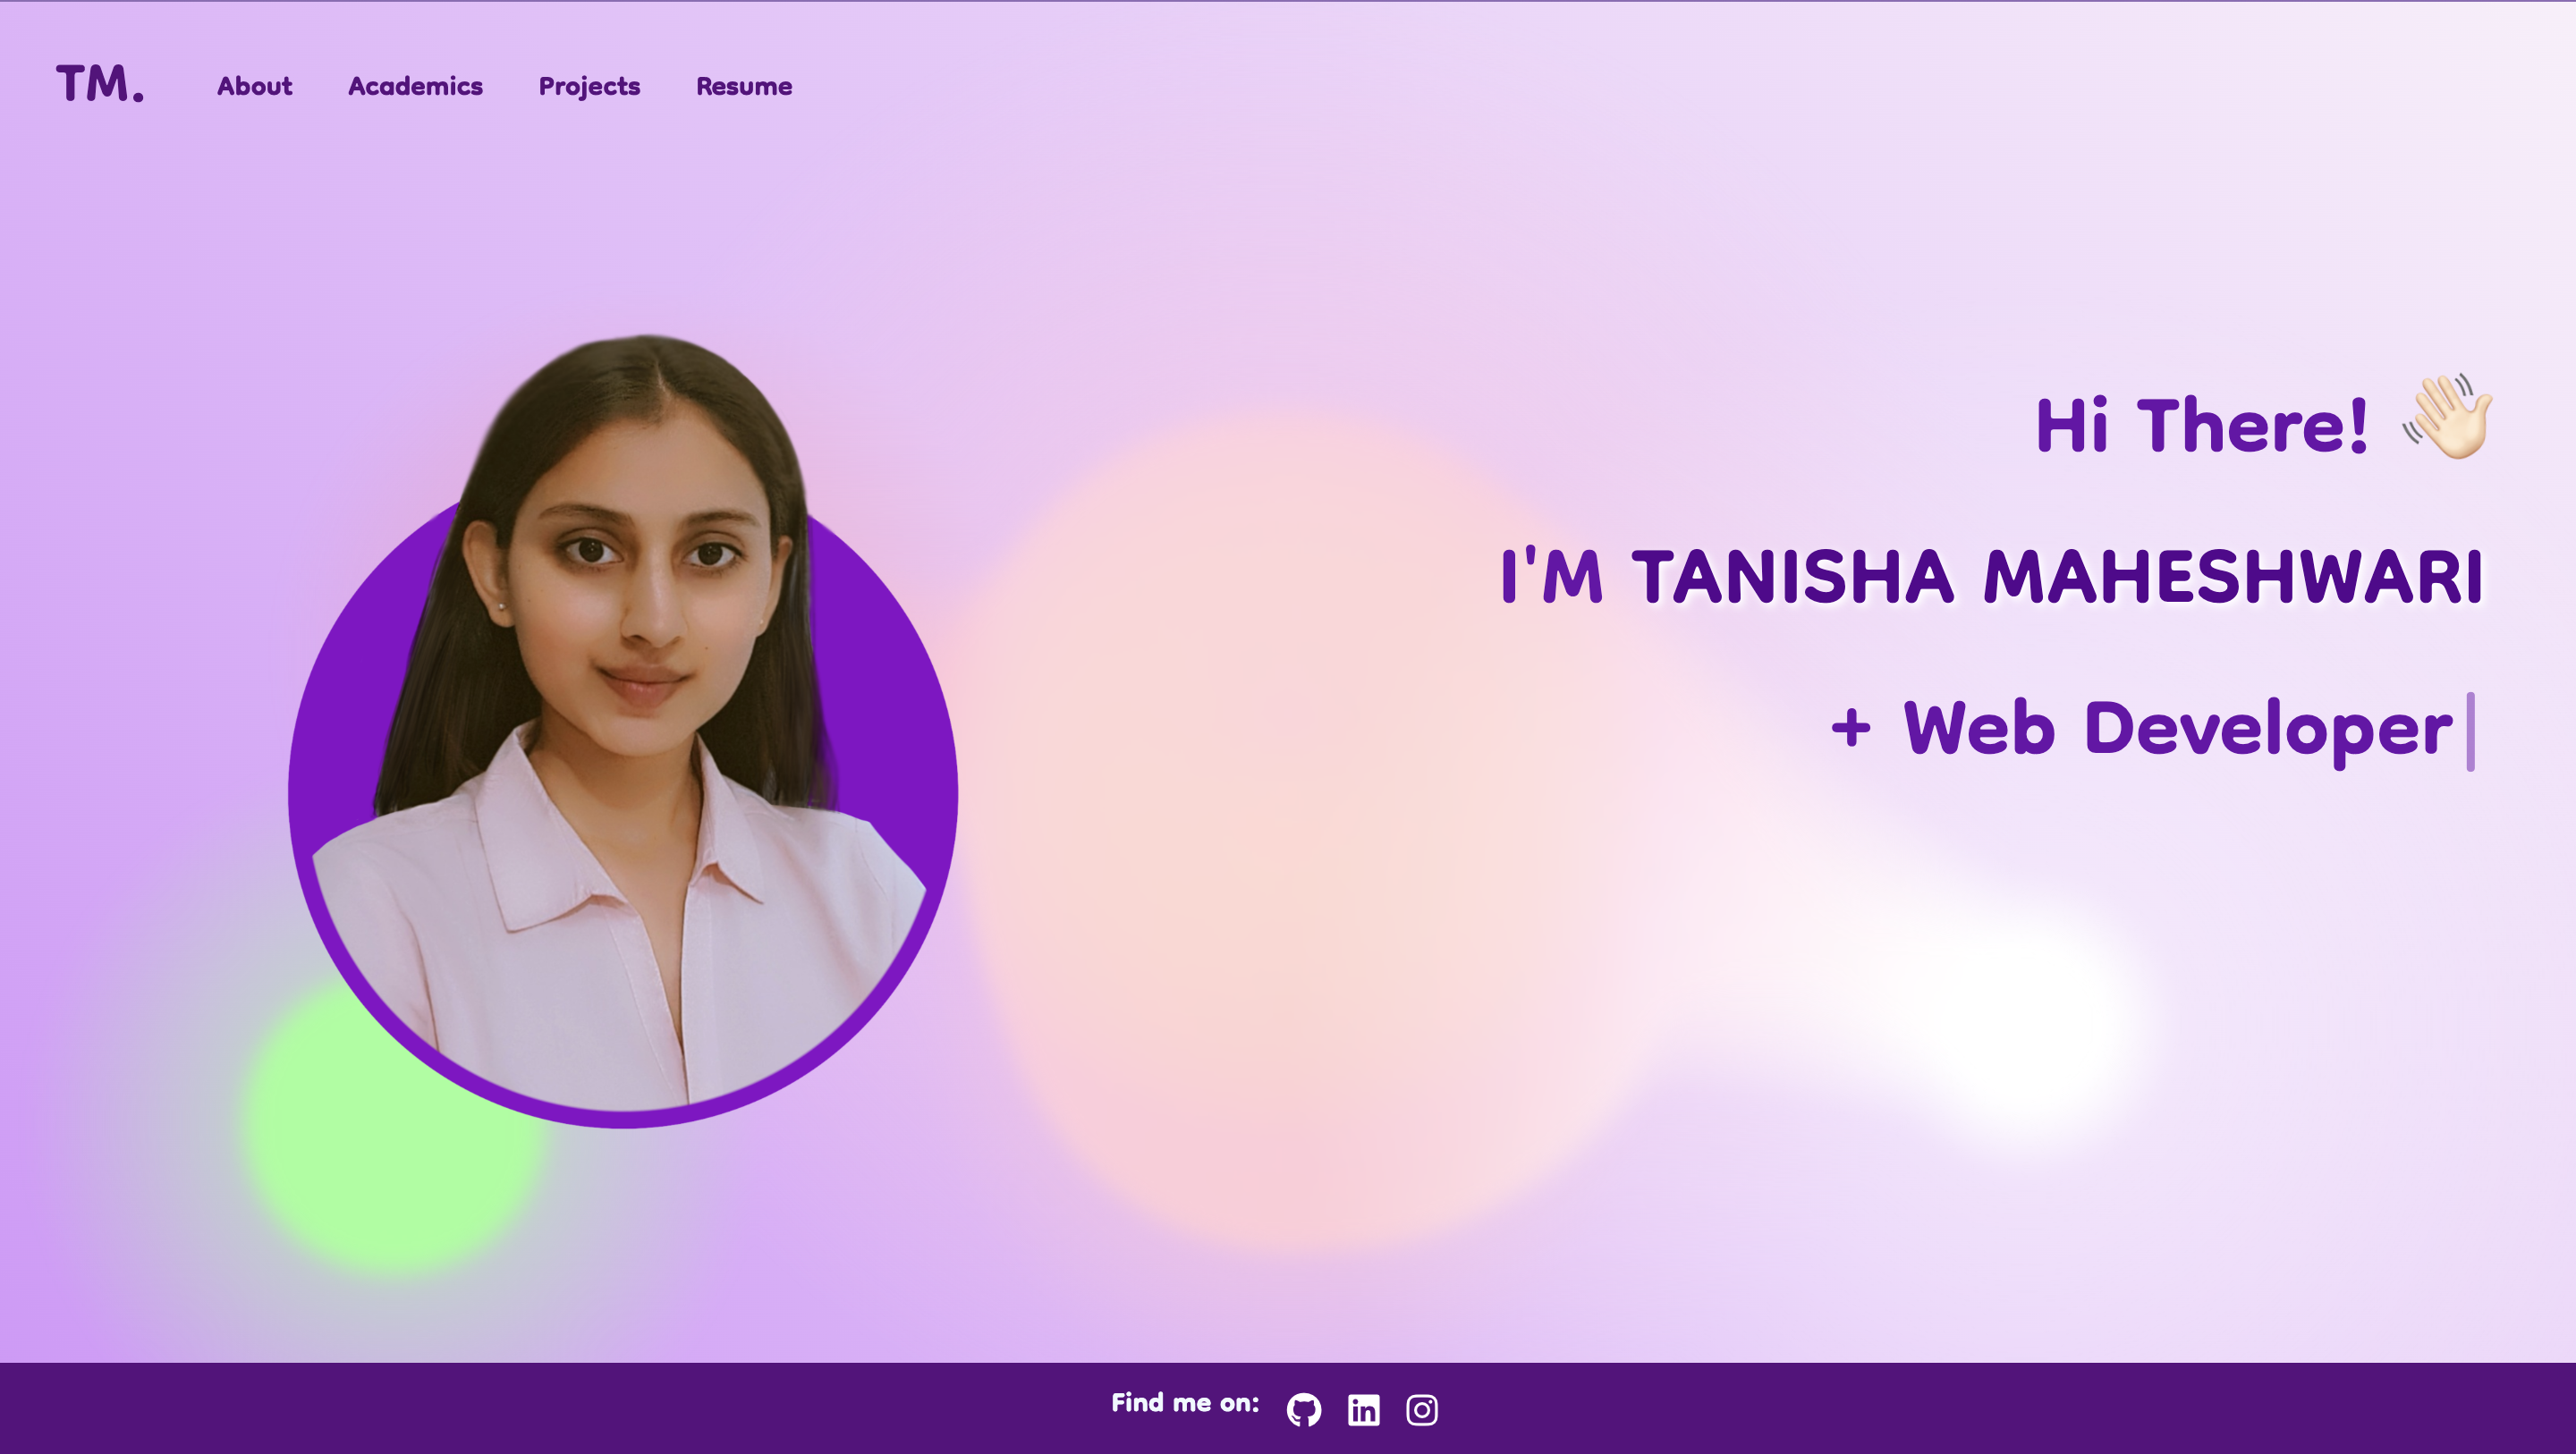 TM. About Academics Projects Resume
Hi There! 👋🏻
I'M TANISHA MAHESHWARI
+ Web Developer
Find me on: